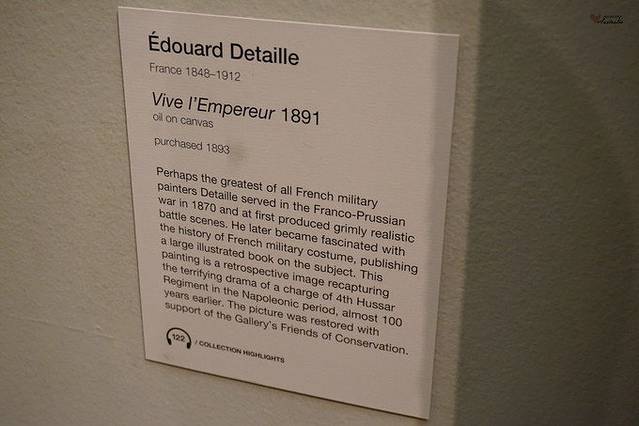 Édouard Detaille
France 1848–1912
Vive l'Empereur 1891
oil on canvas
purchased 1893
Perhaps the greatest of all French military
painters Detaille served in the Franco-Prussian
war in 1870 and at first produced grimly realistic
battle scenes. He later became fascinated with
the history of French military costume, publishing
a large illustrated book on the subject. This
painting is a retrospective image recapturing
the terrifying drama of a charge of 4th Hussar
Regiment in the Napoleonic period, almost 100
years earlier. The picture was restored with
support of the Gallery's Friends of Conservation.
122 / COLLECTION HIGHLIGHTS